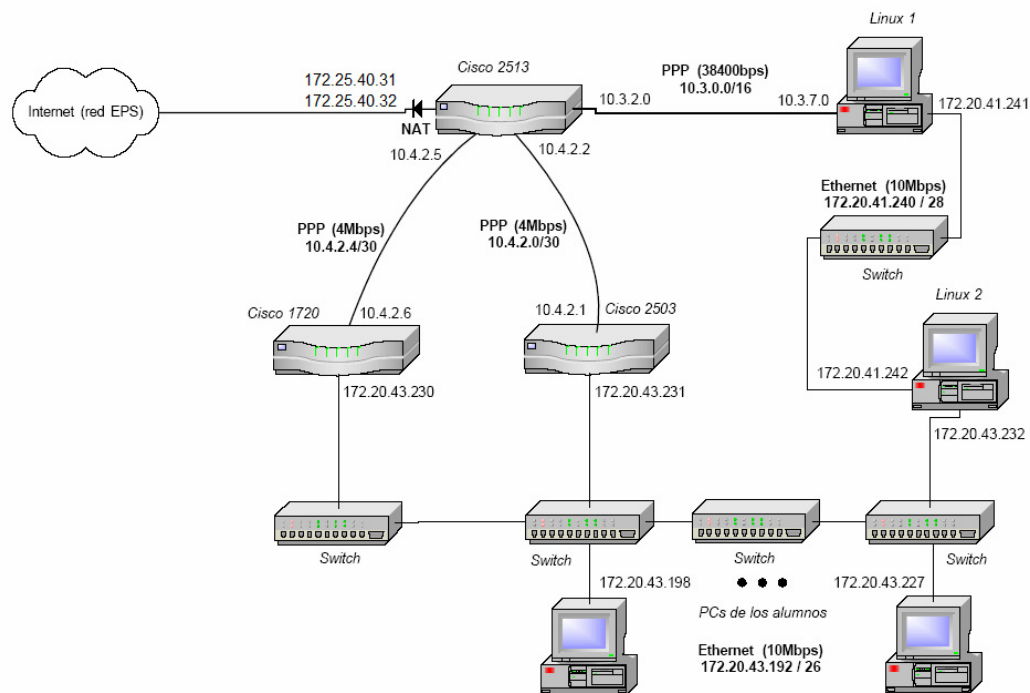 Linux 1
Cisco 2513
172.25.40.31
172.25.40.32
PPP (38400bps)
10.3.0.0/16
Internet (red EPS)
NAT
10.3.2.0
10.3.7.0
172.20.41.241
10.4.2.5
10.4.2.2
Ethernet (10Mbps)
172.20.41.240 / 28
PPP (4Mbps)
10.4.2.4/30
PPP (4Mbps)
10.4.2.0/30
Switch
Linux 2
Cisco 1720
10.4.2.6
10.4.2.1
Cisco 2503
172.20.41.242
172.20.43.230
172.20.43.231
172.20.43.232
Switch
Switch
Switch
Switch
172.20.43.198
172.20.43.227
PCs de los alumnos
Ethernet (10Mbps)
172.20.43.192 / 26